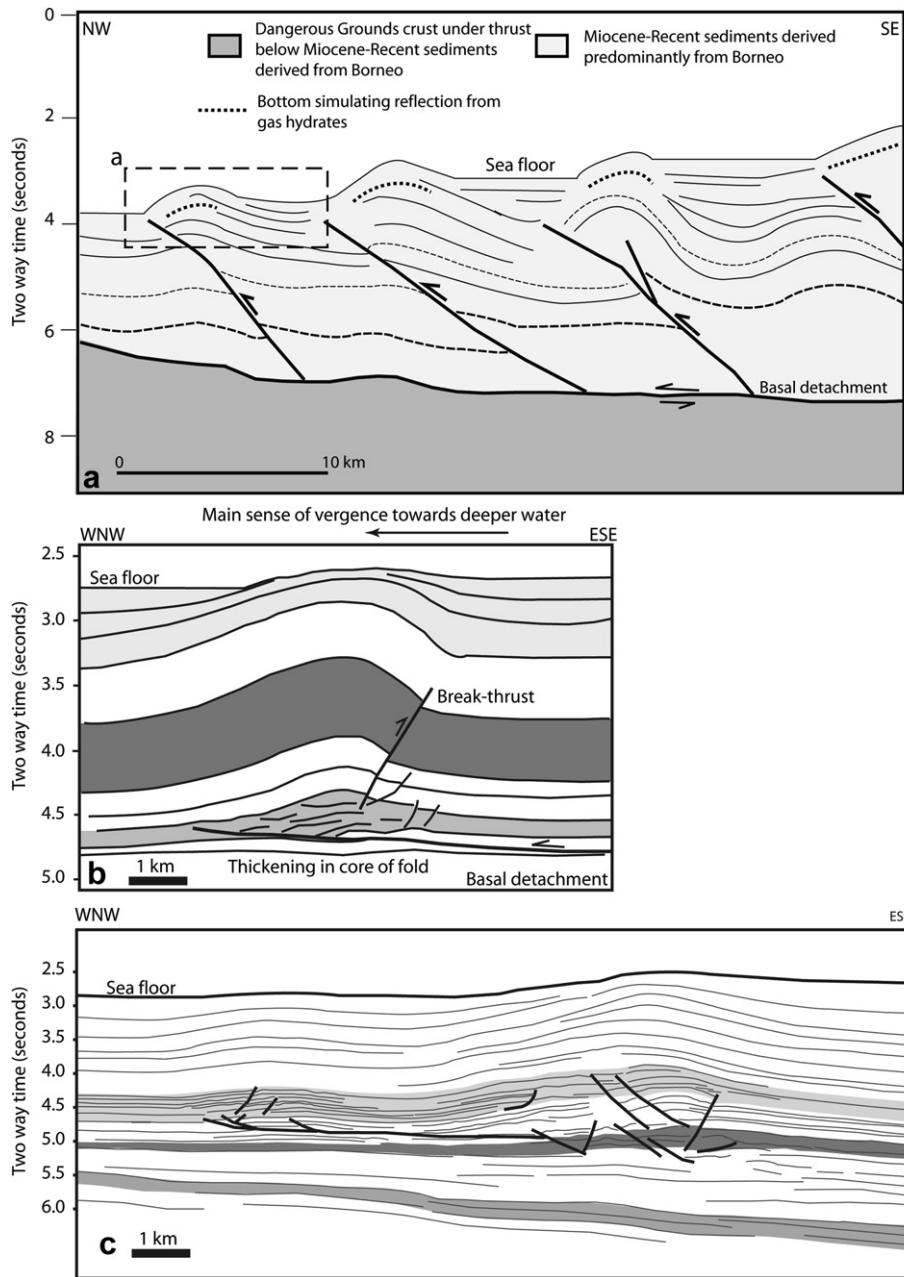 0
NW
Dangerous Grounds crust under thrust
below Miocene-Recent sediments
derived from Borneo
Miocene-Recent sediments derived
predominantly from Borneo
SE
Bottom simulating reflection from
gas hydrates
2
a
Sea floor
4
Two way time (seconds)
6
Basal detachment
8
0
10 km
a
Main sense of vergence towards deeper water
WNW
ESE
2.5
Sea floor
3.0
3.5
Break-thrust
Two way time (seconds)
4.0
4.5
5.0
b
1 km
Thickening in core of fold
Basal detachment
WNW
ES
2.5
Sea floor
3.0
3.5
4.0
Two way time (seconds)
4.5
5.0
5.5
6.0
c
1 km